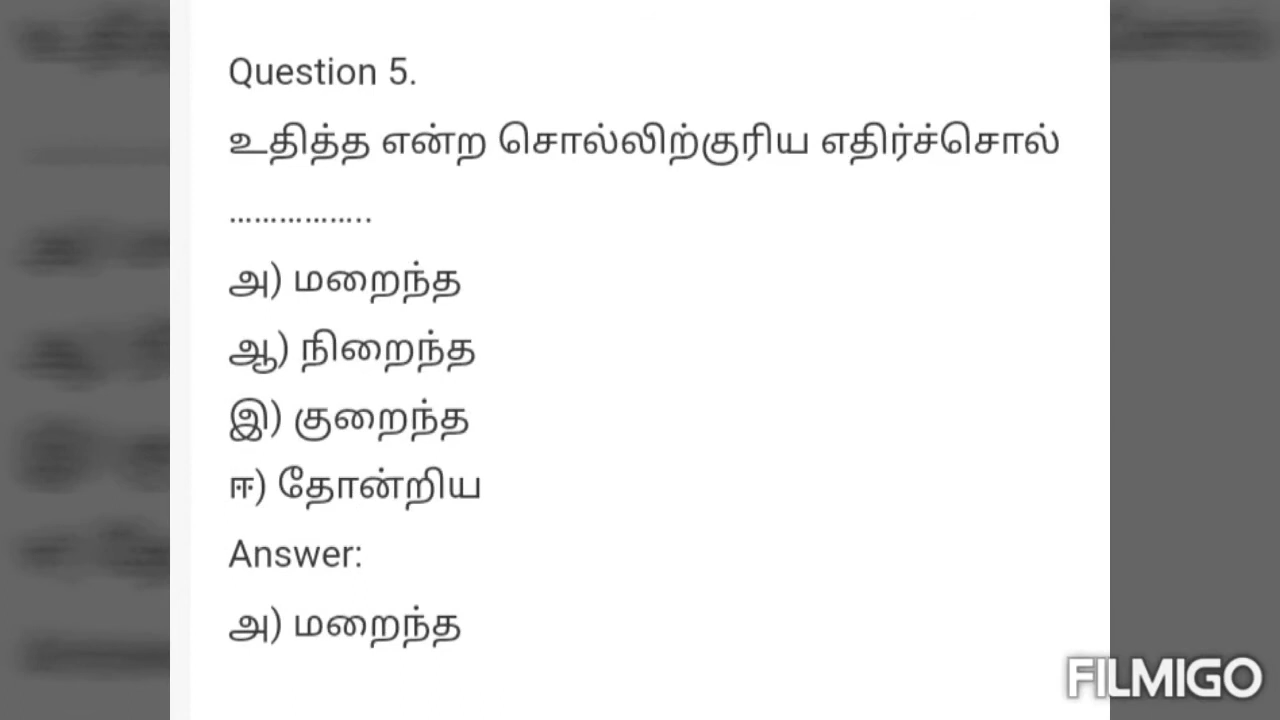 Question 5.
உதித்த என்ற சொல்லிற்குரிய எதிர்ச்சொல்
……………..
அ) மறைந்த
ஆ) நிறைந்த
இ) குறைந்த
ஈ) தோன்றிய
Answer:
அ) மறைந்த
FILMIGO